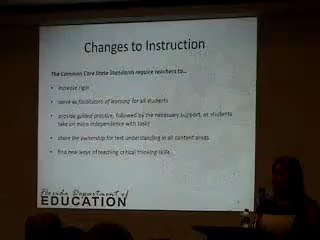 Changes to Instruction
The Common Core State Standards require teachers to...
• increase rigor
• serve as facilitators of learning for all students
• provide guided practice, followed by the necessary support, as students
take on more independence with tasks
• share the ownership for text understanding in all content areas
• find new ways of teaching critical thinking skills
Florida Department of
EDUCATION